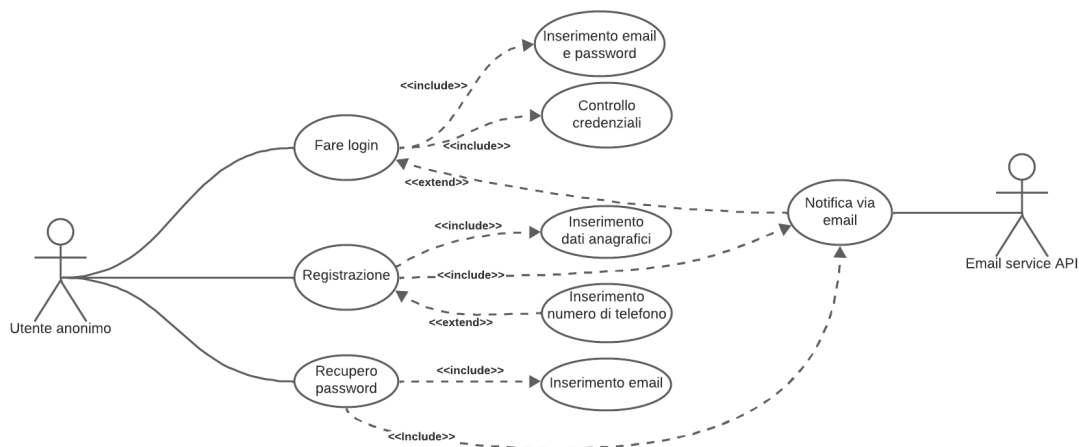 Inserimento email
e password
<<include>>
Controllo
credenziali
Fare login
<<include>>
<<extend>>
Notifica via
email
Inserimento
dati anagrafici
<<include>>
Email service API
Registrazione
<<include>>
Inserimento
numero di telefono
<<extend>>
Utente anonimo
Recupero
password
<<include>>
Inserimento email
<<Include>>